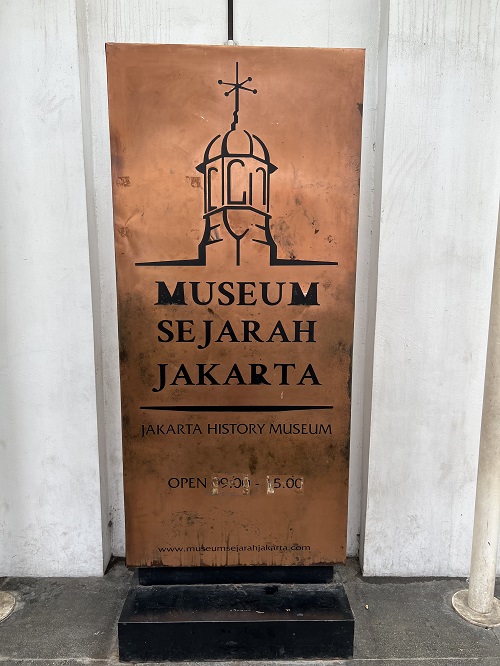 MUSEUM
SEJARAH
JAKARTA
JAKARTA HISTORY MUSEUM
OPEN 09.00 - 15.00
www.museumsejarahjakarta.com